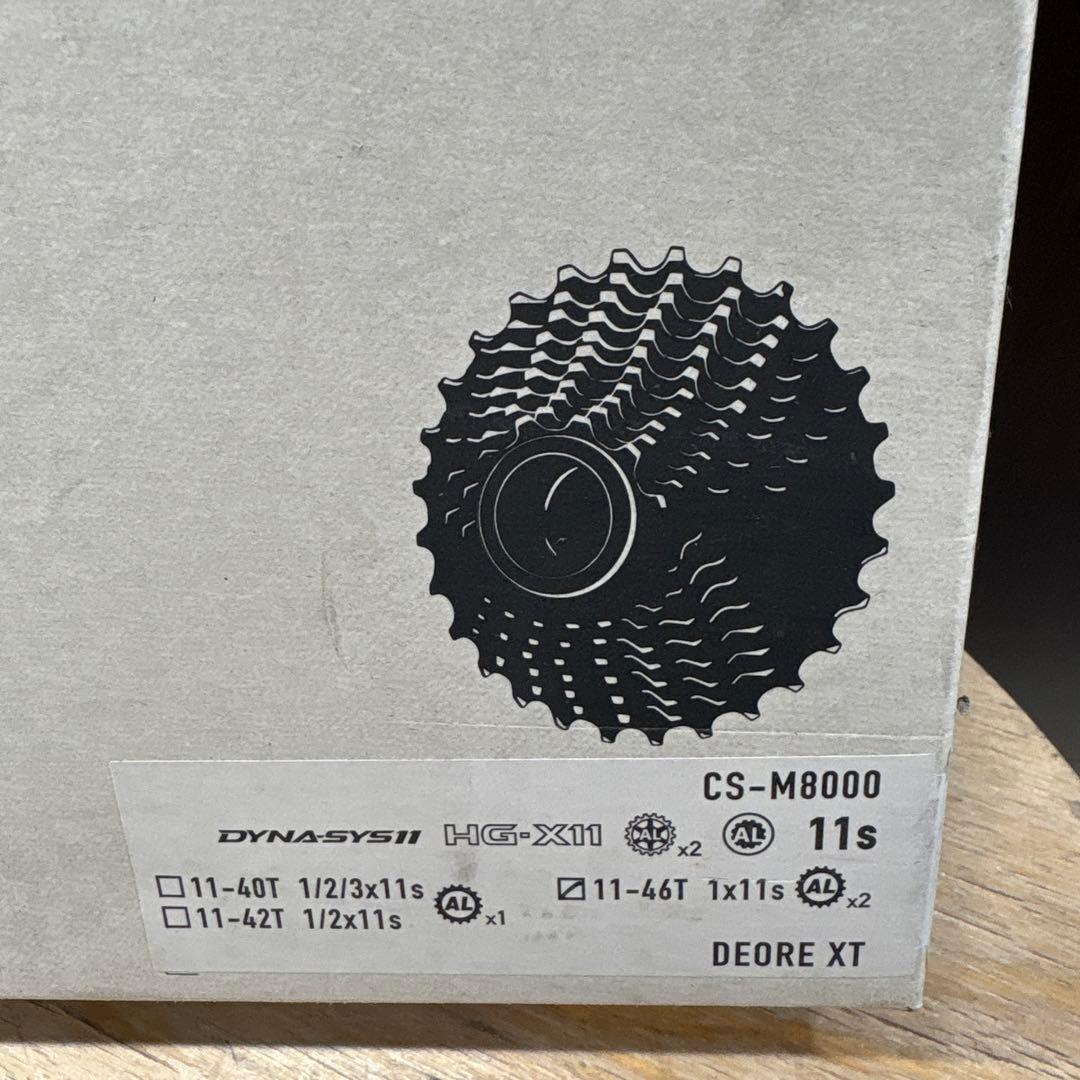 CS-M8000
DYNA-SYS11 HG-X11 AL x2 AL 11s
11-40T 1/2/3x11s AL x1
11-42T 1/2x11s
11-46T 1x11s AL x2
DEORE XT